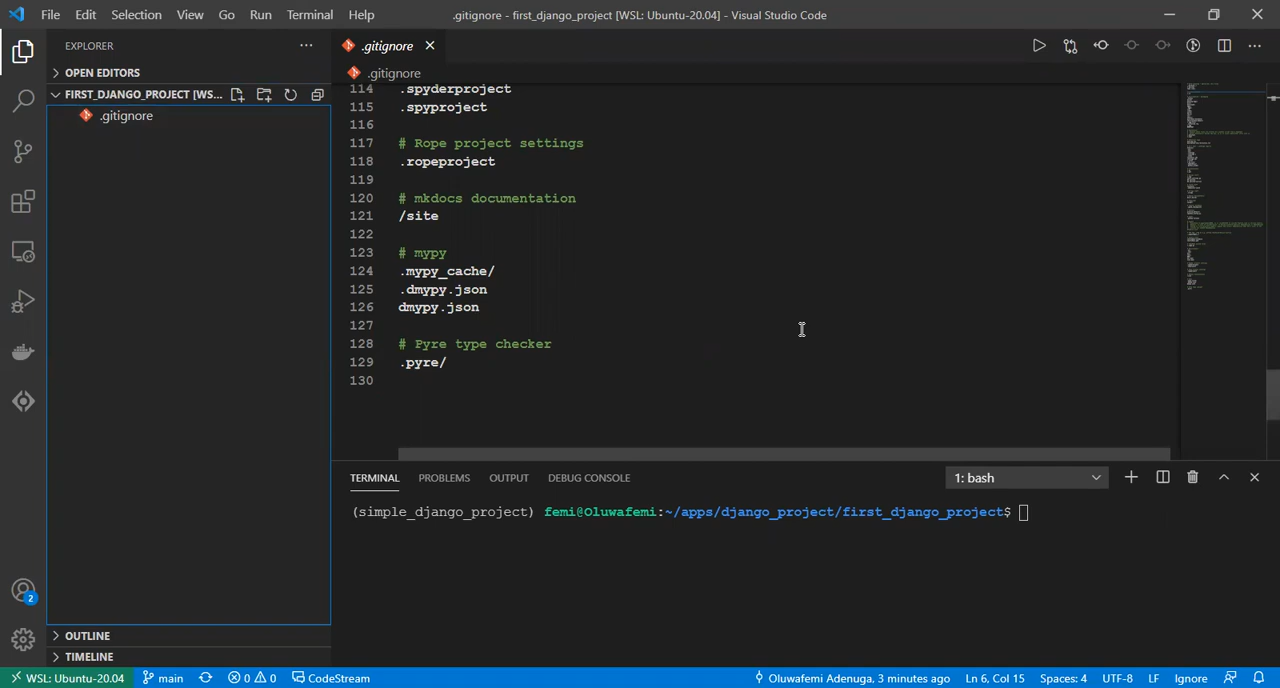 File Edit Selection View Go Run Terminal Help .gitignore - first_django_project [WSL: Ubuntu-20.04] - Visual Studio Code
EXPLORER
OPEN EDITORS
FIRST_DJANGO_PROJECT [WS...
.gitignore
.gitignore
.gitignore
114 .spyderproject
115 .spyproject
116
117 # Rope project settings
118 .ropeproject
119
120 # mkdocs documentation
121 /site
122
123 # mypy
124 .mypy_cache/
125 .dmypy.json
126 dmypy.json
127
128 # Pyre type checker
129 .pyre/
130
TERMINAL PROBLEMS OUTPUT DEBUG CONSOLE 1: bash
(simple_django_project) femi@Oluwafemi:~/apps/django_project/first_django_project$
2
OUTLINE
TIMELINE
WSL: Ubuntu-20.04 main 0 0 CodeStream Oluwafemi Adenuga, 3 minutes ago Ln 6, Col 15 Spaces: 4 UTF-8 LF Ignore